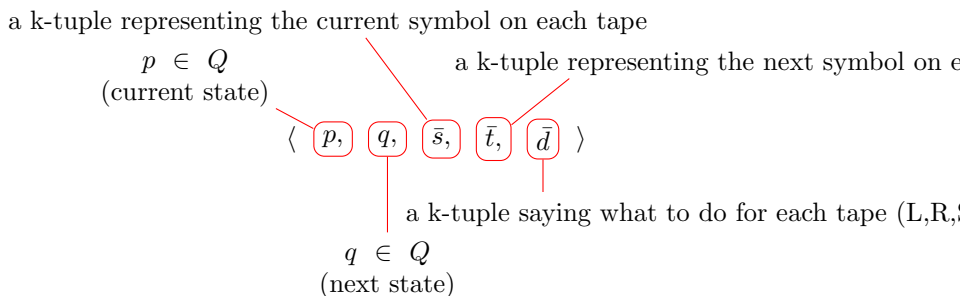 a k-tuple representing the current symbol on each tape
p ∈ Q
(current state)
a k-tuple representing the next symbol on
⟨ p, q, s̄, t̄, d̄ ⟩
a k-tuple saying what to do for each tape (L,R,
q ∈ Q
(next state)